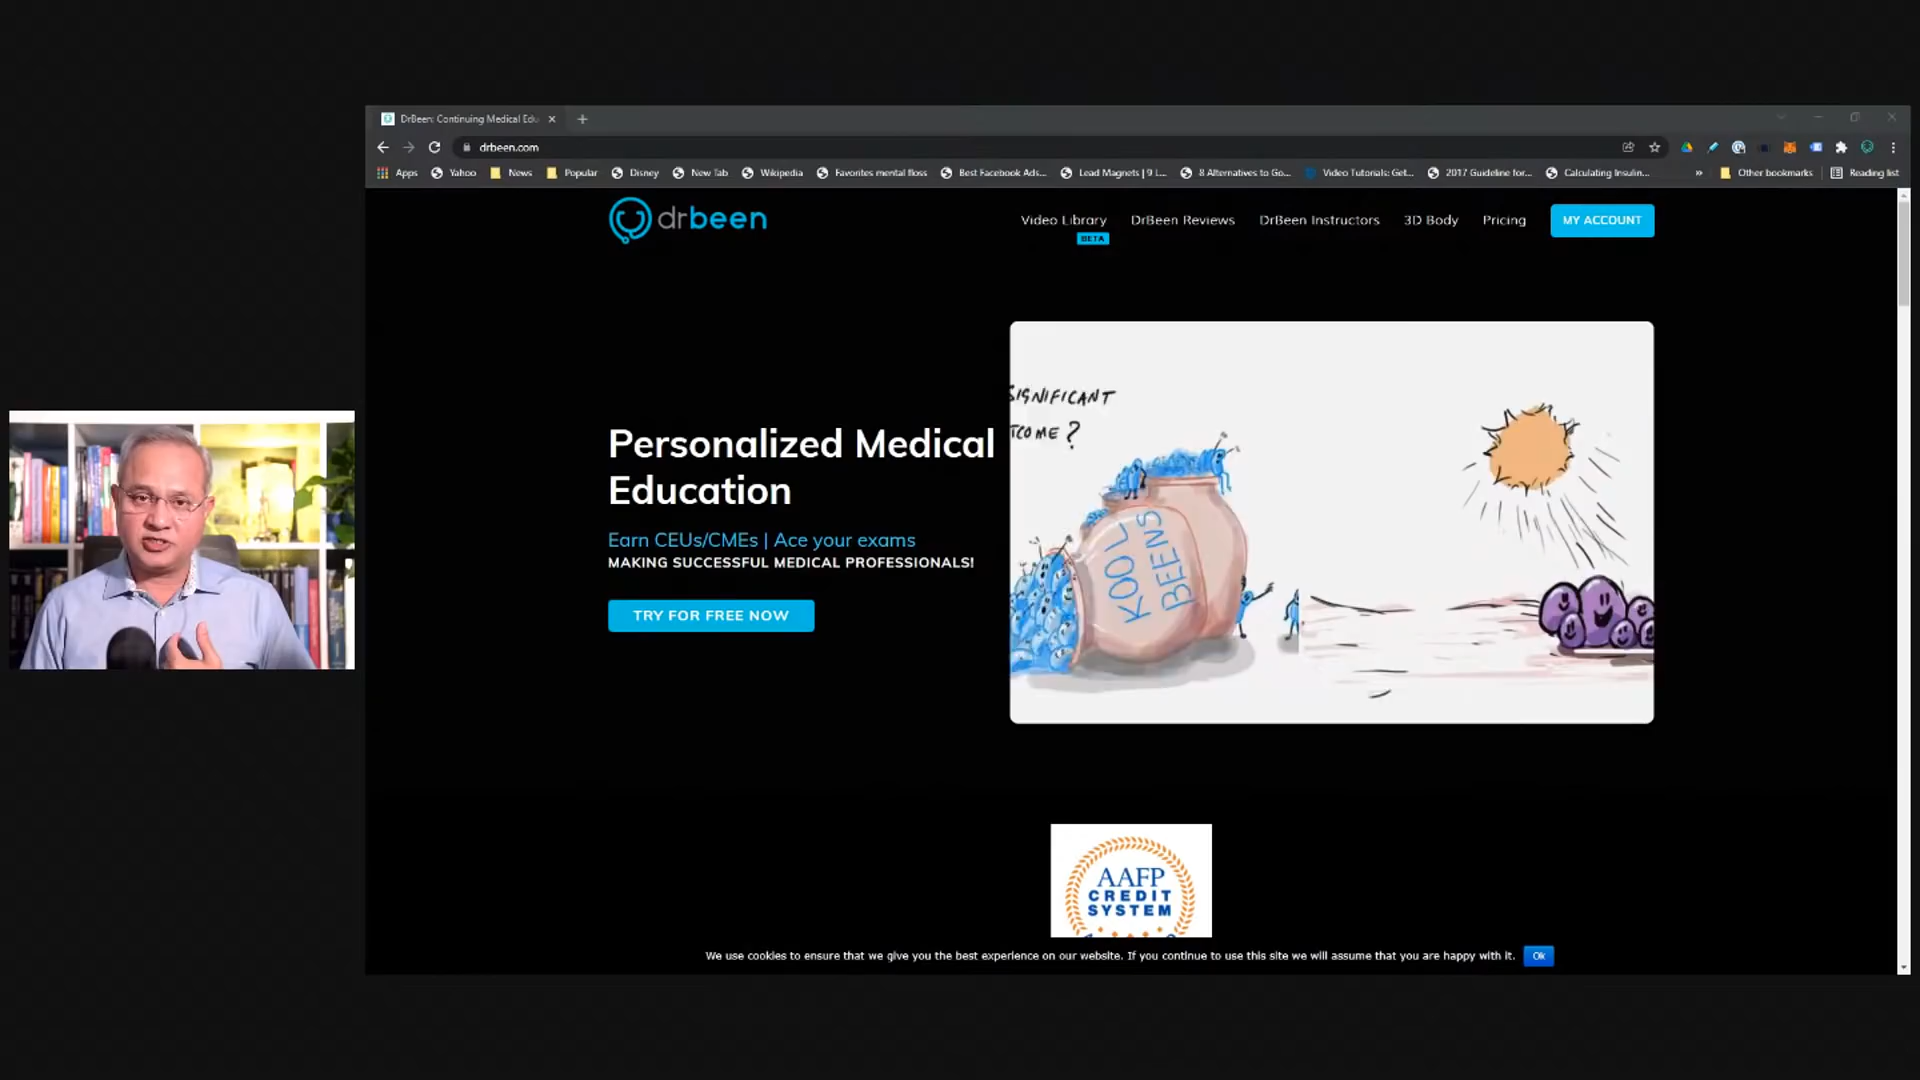 DrBeen: Continuing Medical Edu
drbeen.com
Apps Yahoo News Popular Disney New Tab Wikipedia Favorites mental floss Best Facebook Ads... Lead Magnets | 9 L... 8 Alternatives to Go... Video Tutorials: Get... 2017 Guideline for... Calculating Insulin... » Other bookmarks Reading list
drbeen
Video Library DrBeen Reviews DrBeen Instructors 3D Body Pricing MY ACCOUNT
BETA
SIGNIFICANT
TCOME?
KOOL
BEENS
Personalized Medical
Education
Earn CEUs/CMEs | Ace your exams
MAKING SUCCESSFUL MEDICAL PROFESSIONALS!
TRY FOR FREE NOW
AAFP
CREDIT
SYSTEM
We use cookies to ensure that we give you the best experience on our website. If you continue to use this site we will assume that you are happy with it. Ok